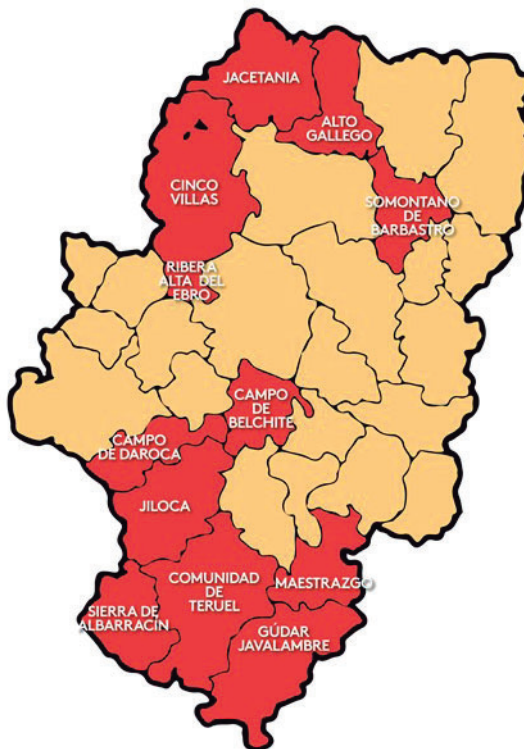 JACETANIA
ALTO
GALLEGO
CINCO
VILLAS
SOMONTANO
DE
BARBASTRO
RIBERA
ALTA DEL
EBRO
CAMPO
DE
BELCHITE
CAMPO
DE DAROCA
JILOCA
COMUNIDAD
DE
TERUEL
MAESTRAZGO
SIERRA DE
ALBARRACÍN
GÚDAR
JAVALAMBRE